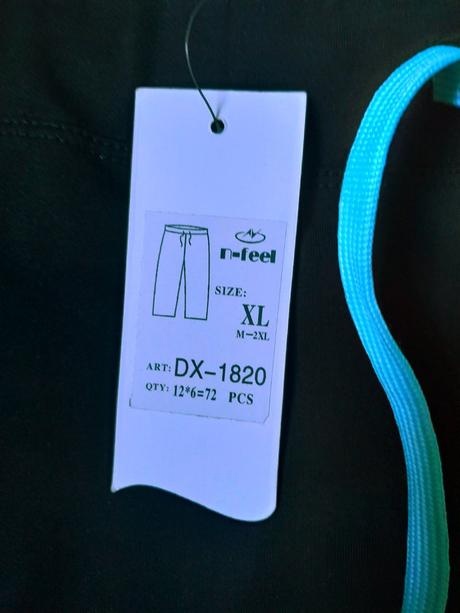 n-feel
SIZE:
XL
M-2XL
ART: DX-1820
QTY: 12*6=72 PCS